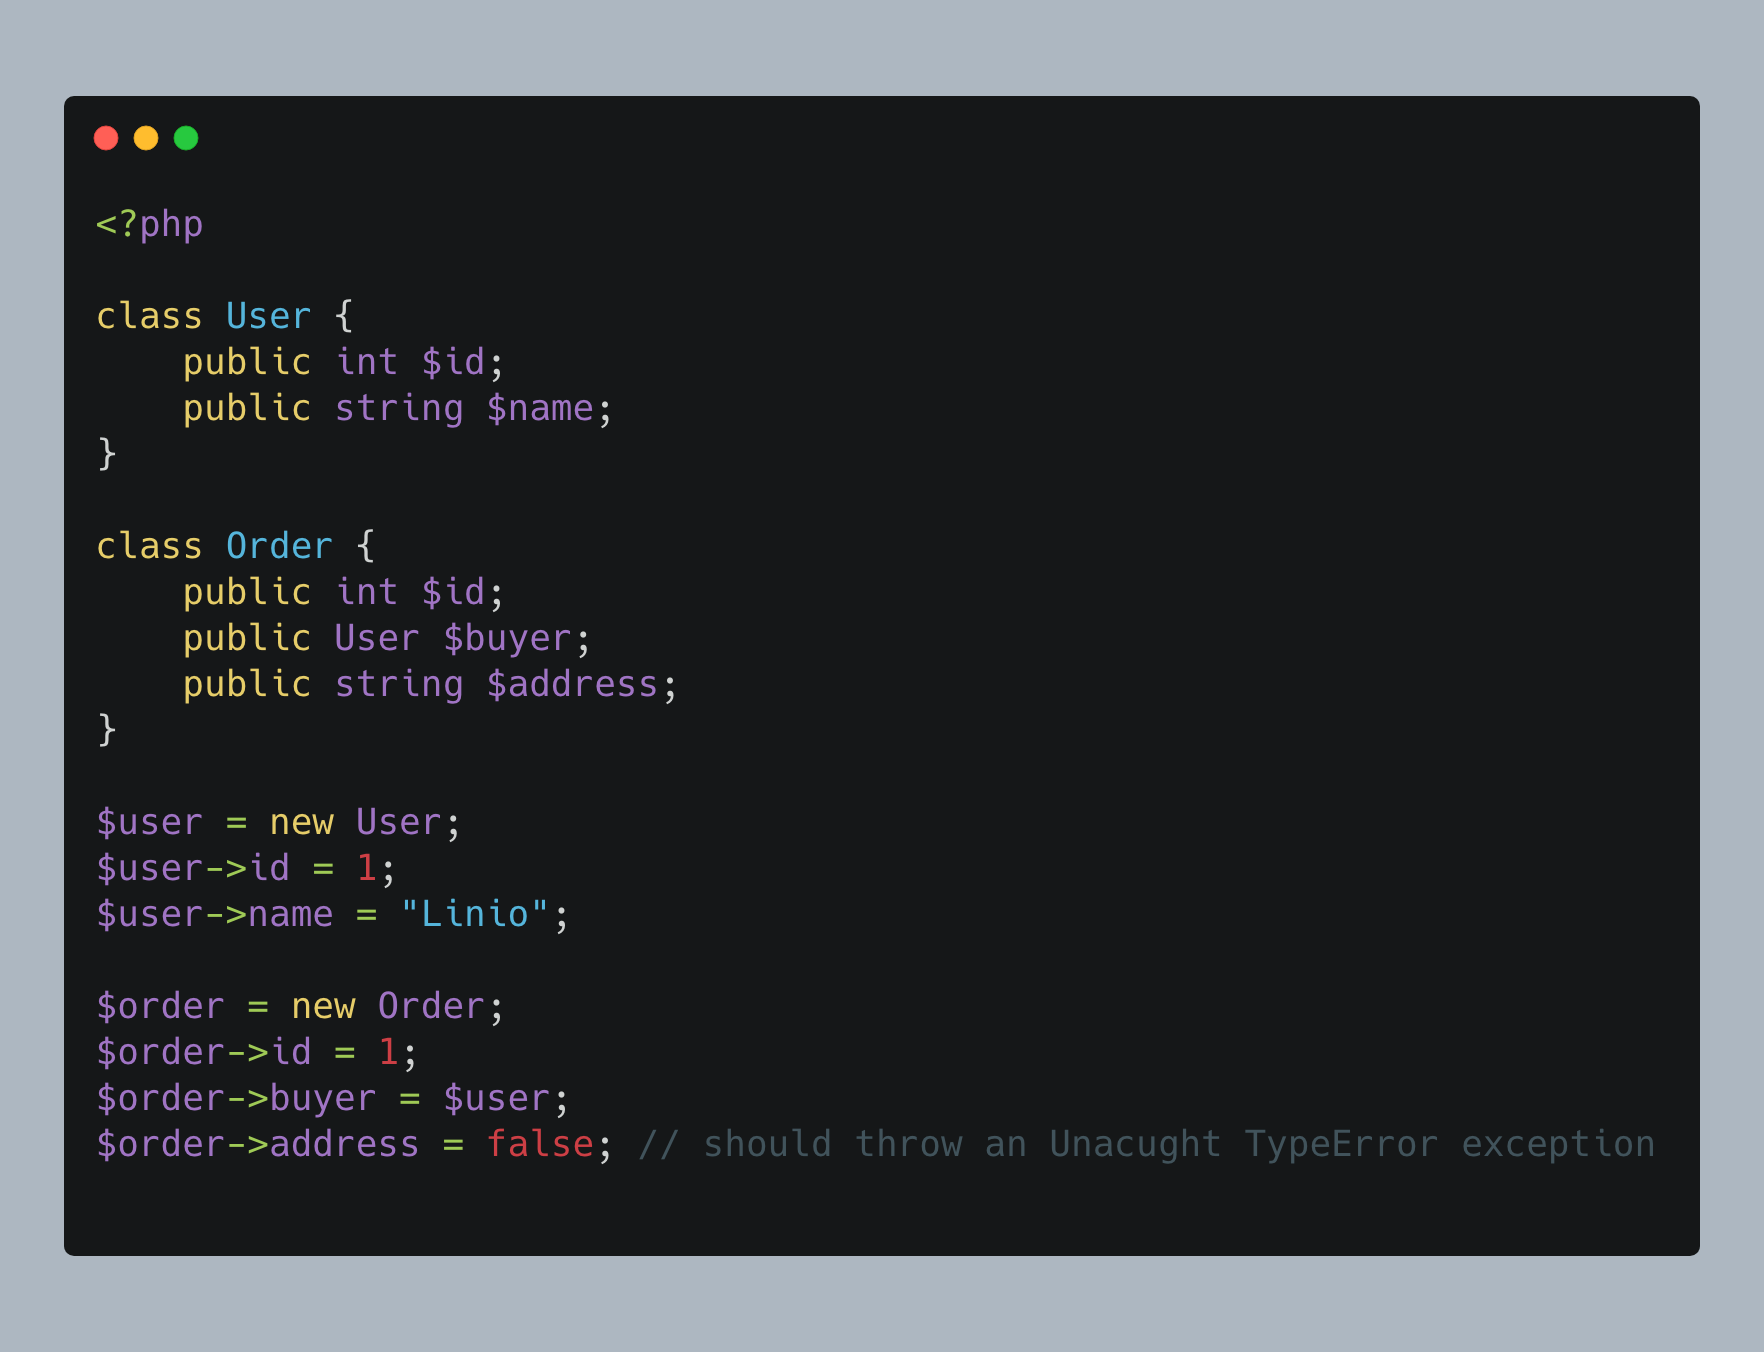 <?php
class User {
    public int $id;
    public string $name;
}
class Order {
    public int $id;
    public User $buyer;
    public string $address;
}
$user = new User;
$user->id = 1;
$user->name = "Linio";
$order = new Order;
$order->id = 1;
$order->buyer = $user;
$order->address = false; // should throw an Unacught TypeError exception